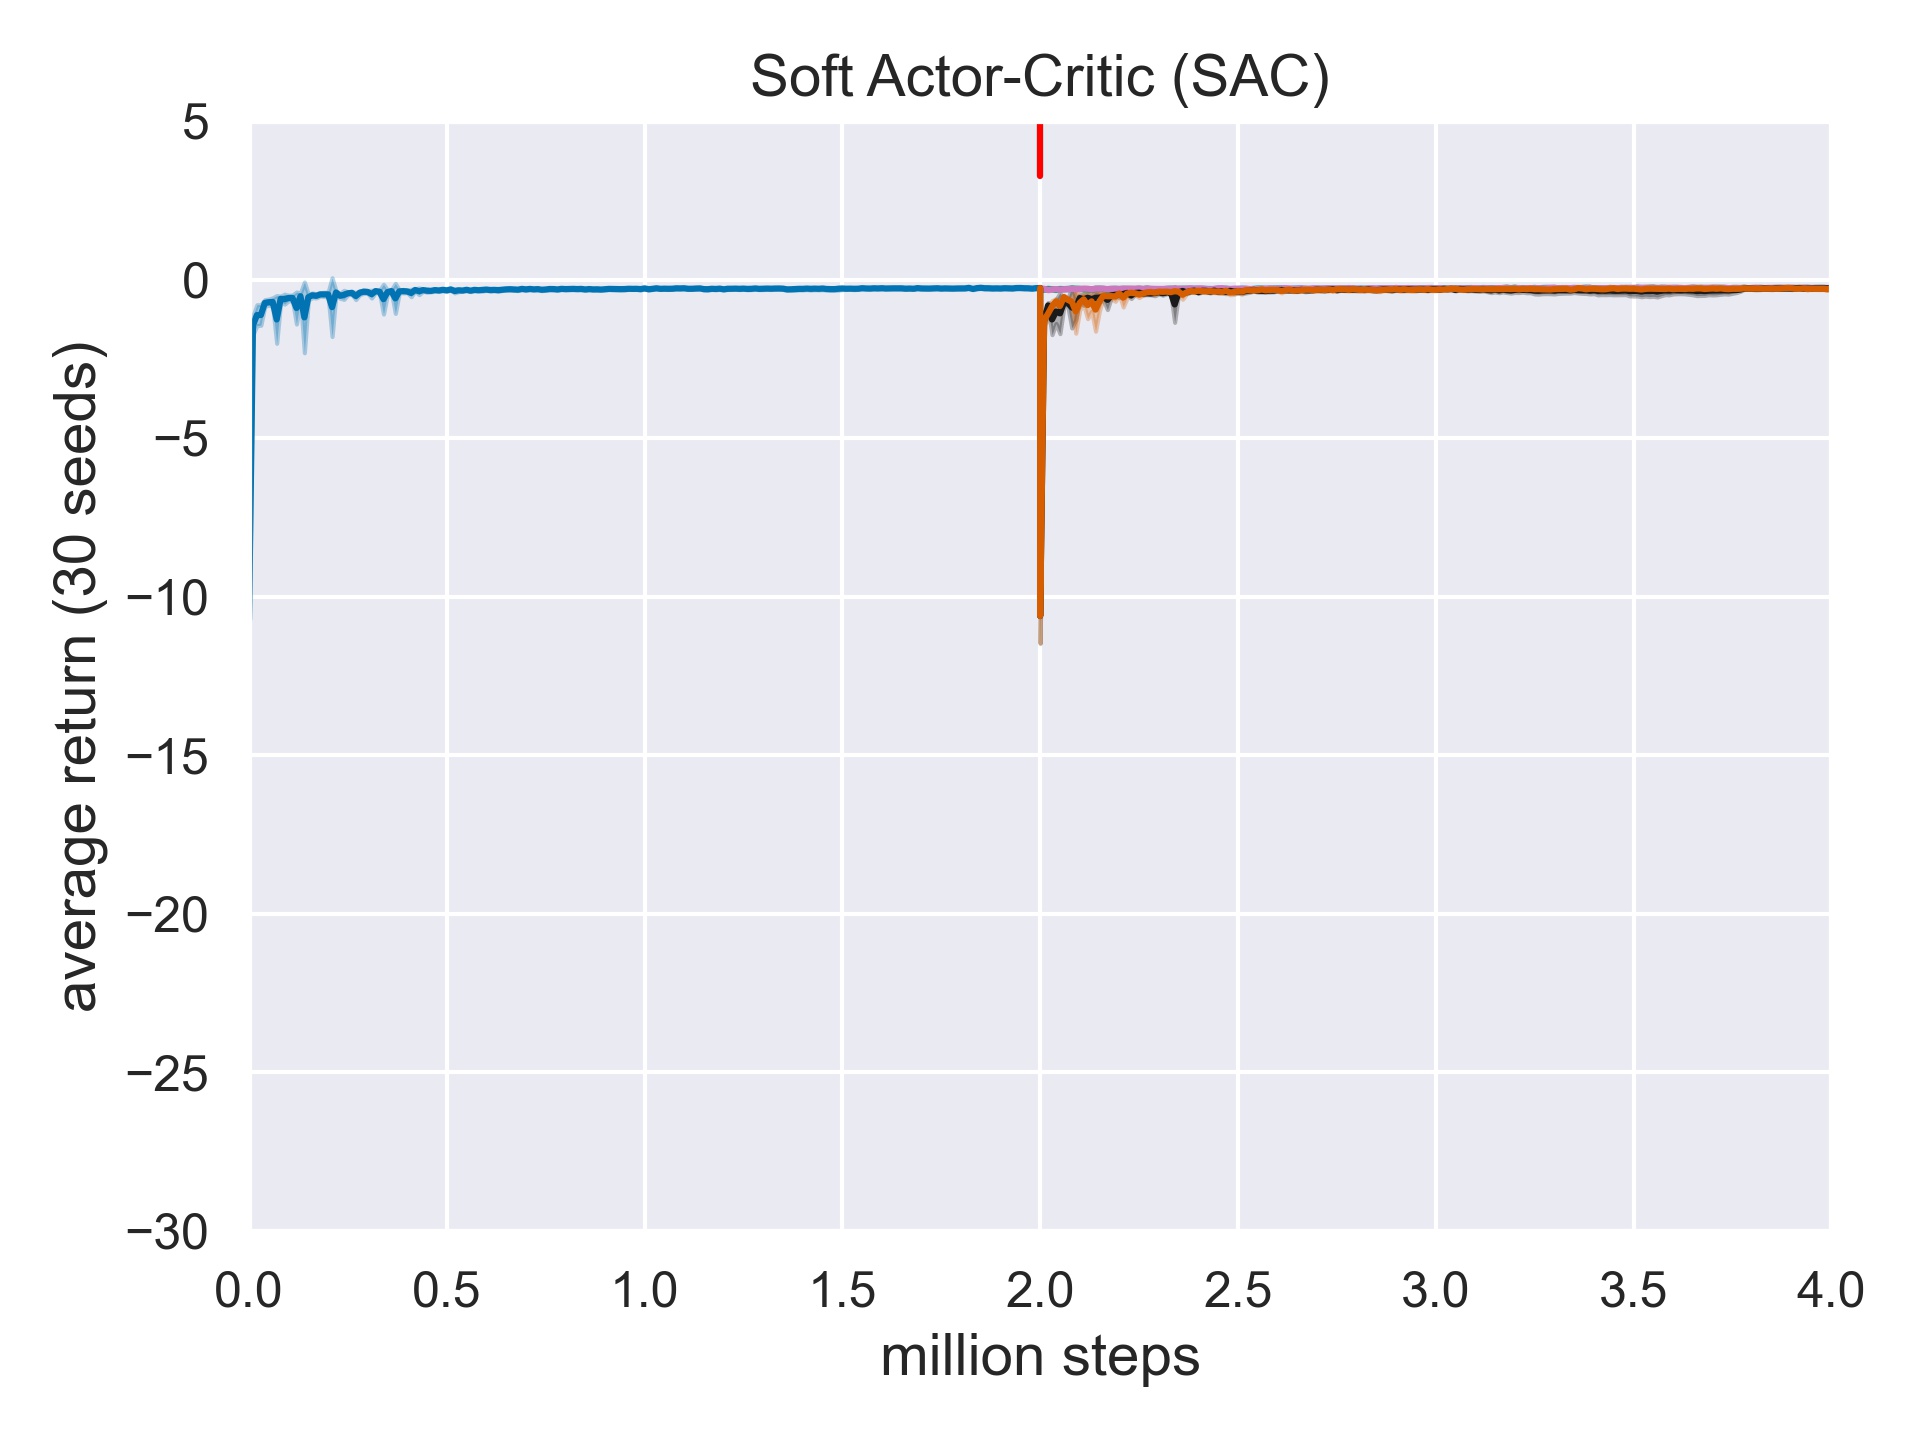 Soft Actor-Critic (SAC)
5
0
−5
−10
−15
−20
−25
−30
average return (30 seeds)
0.0 0.5 1.0 1.5 2.0 2.5 3.0 3.5 4.0
million steps